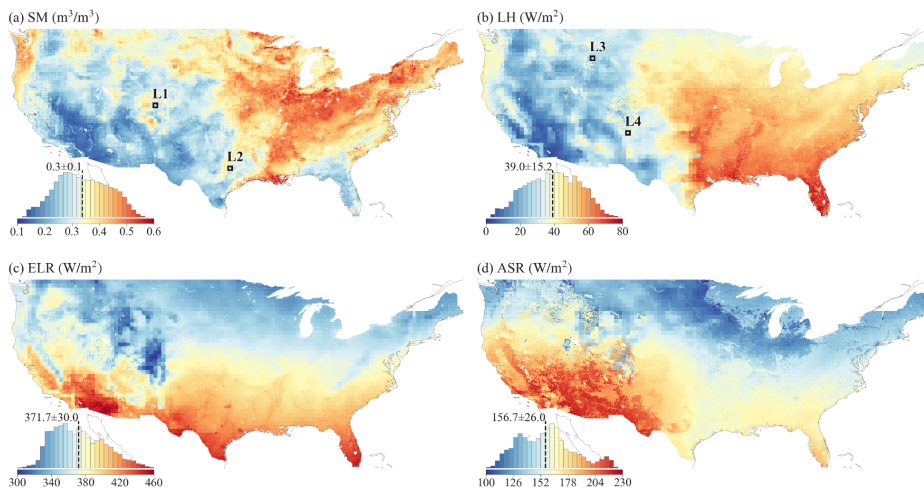 (a) SM (m³/m³)
L1
L2
0.3±0.1
0.1 0.2 0.3 0.4 0.5 0.6
(b) LH (W/m²)
L3
L4
39.0±15.2
0 20 40 60 80
(c) ELR (W/m²)
371.7±30.0
300 340 380 420 460
(d) ASR (W/m²)
156.7±26.0
100 126 152 178 204 230